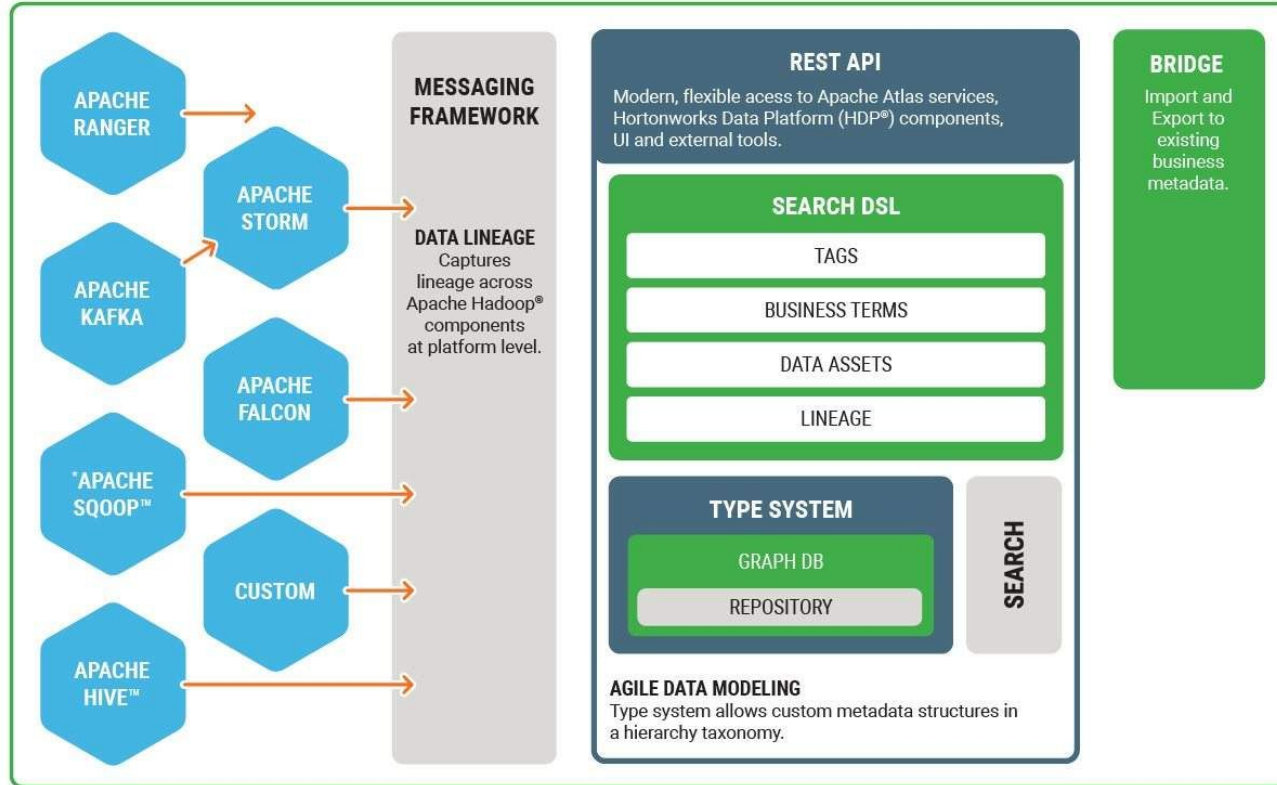 APACHE
RANGER
APACHE
STORM
APACHE
KAFKA
APACHE
FALCON
*APACHE
SQOOP™
CUSTOM
APACHE
HIVE™
MESSAGING
FRAMEWORK
DATA LINEAGE
Captures
lineage across
Apache Hadoop®
components
at platform level.
REST API
Modern, flexible acess to Apache Atlas services,
Hortonworks Data Platform (HDP®) components,
UI and external tools.
SEARCH DSL
TAGS
BUSINESS TERMS
DATA ASSETS
LINEAGE
TYPE SYSTEM
GRAPH DB
REPOSITORY
SEARCH
AGILE DATA MODELING
Type system allows custom metadata structures in
a hierarchy taxonomy.
BRIDGE
Import and
Export to
existing
business
metadata.